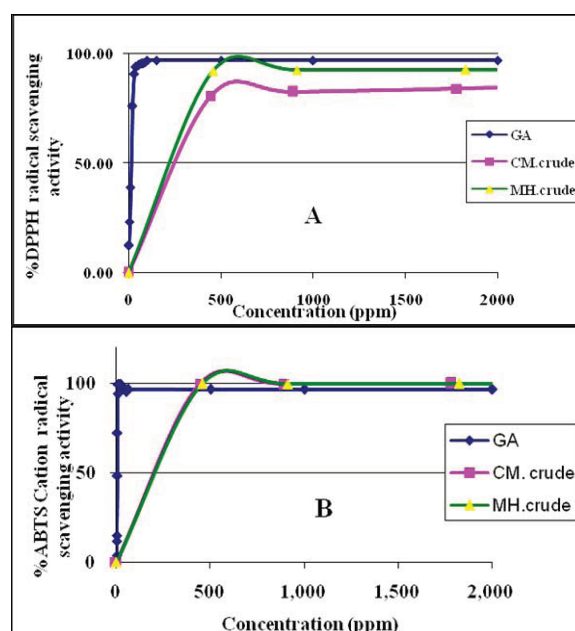 %DPPH radical scavenging
activity
100.00
50.00
0.00
0
500
1000
1500
2000
Concentration (ppm)
A
GA
CM.crude
MH.crude
%ABTS Cation radical
scavenging activity
100
50
0
0
500
1,000
1,500
2,000
Concentration (ppm)
B
GA
CM. crude
MH.crude